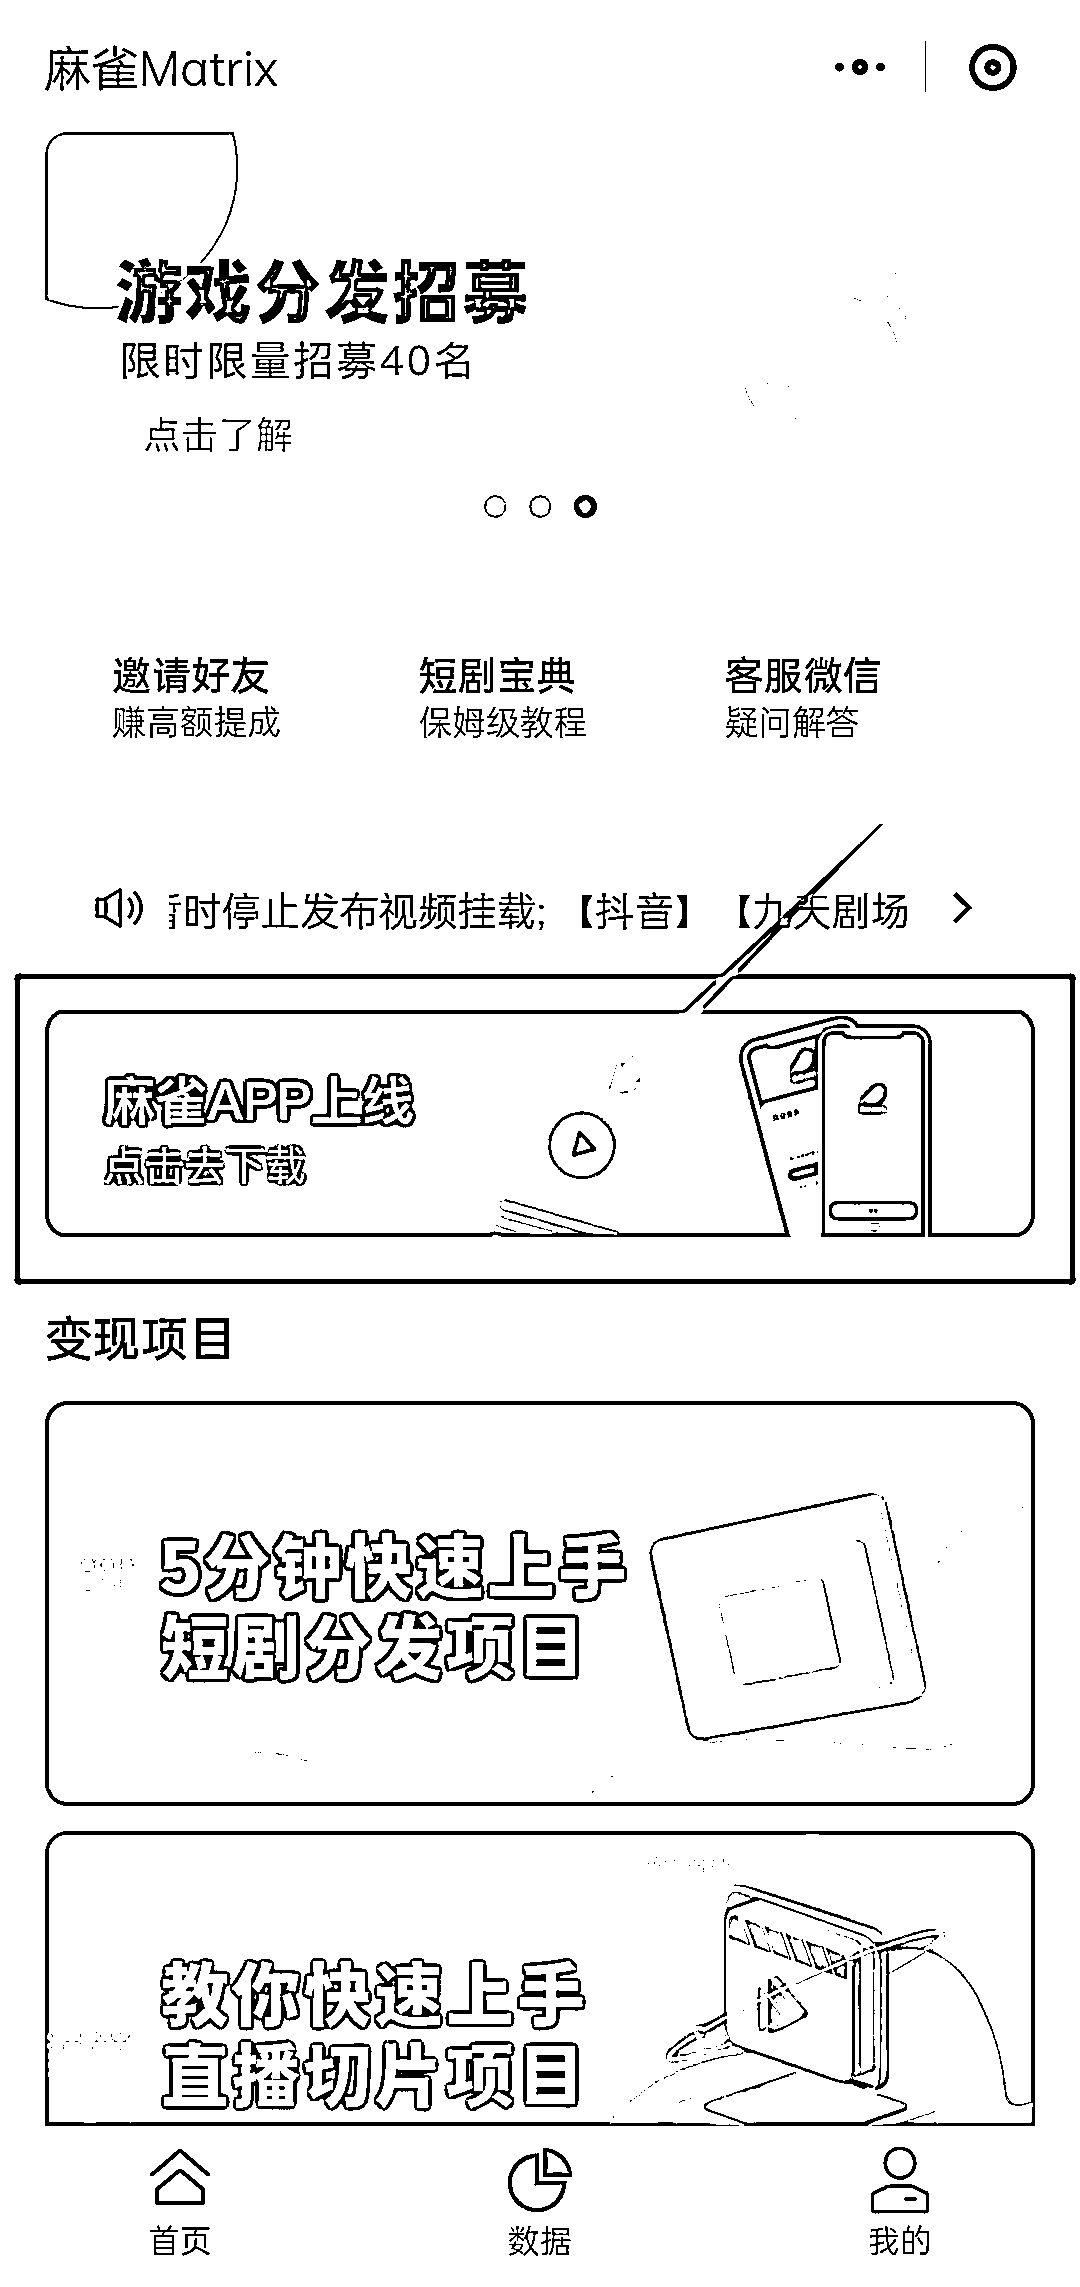 麻雀Matrix
游戏分发招募
限时限量招募40名
点击了解
邀请好友 短剧宝典 客服微信
赚高额提成 保姆级教程 疑问解答
时停止发布视频挂载; 【抖音】 【九天剧场
麻雀APP上线
点击去下载
变现项目
5分钟快速上手
短剧分发项目
教你快速上手
直播切片项目
首页 数据 我的